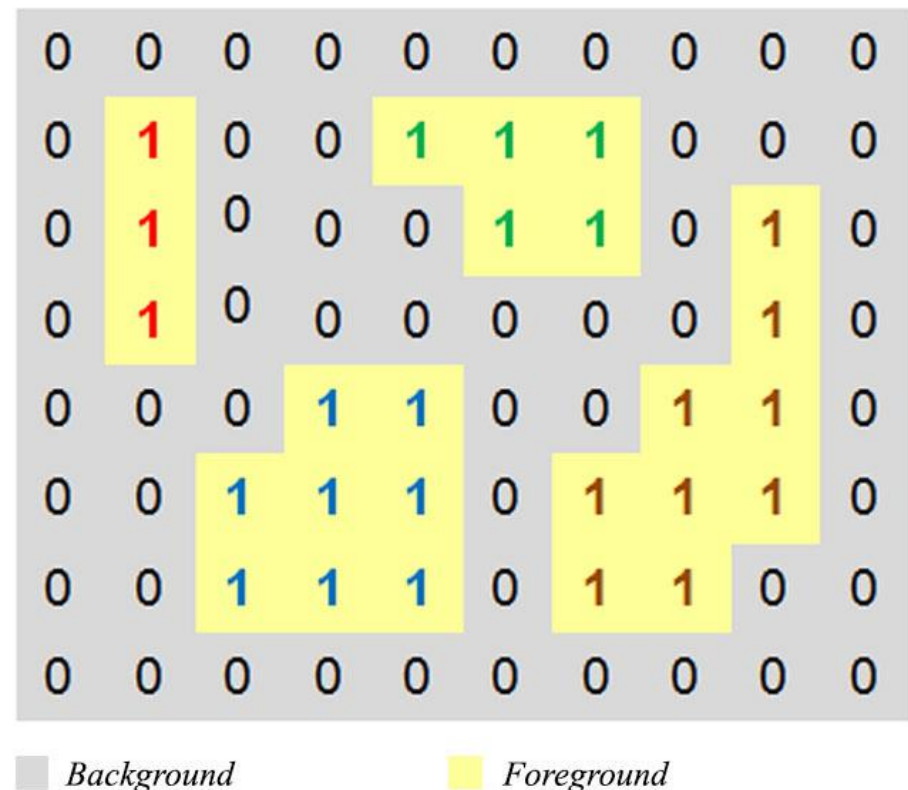 0 0 0 0 0 0 0 0 0 0
0 1 0 0 1 1 1 0 0 0
0 1 0 0 0 1 1 0 1 0
0 1 0 0 0 0 0 0 1 0
0 0 0 1 1 0 0 1 1 0
0 0 1 1 1 0 1 1 1 0
0 0 1 1 1 0 1 1 0 0
0 0 0 0 0 0 0 0 0 0
Background Foreground